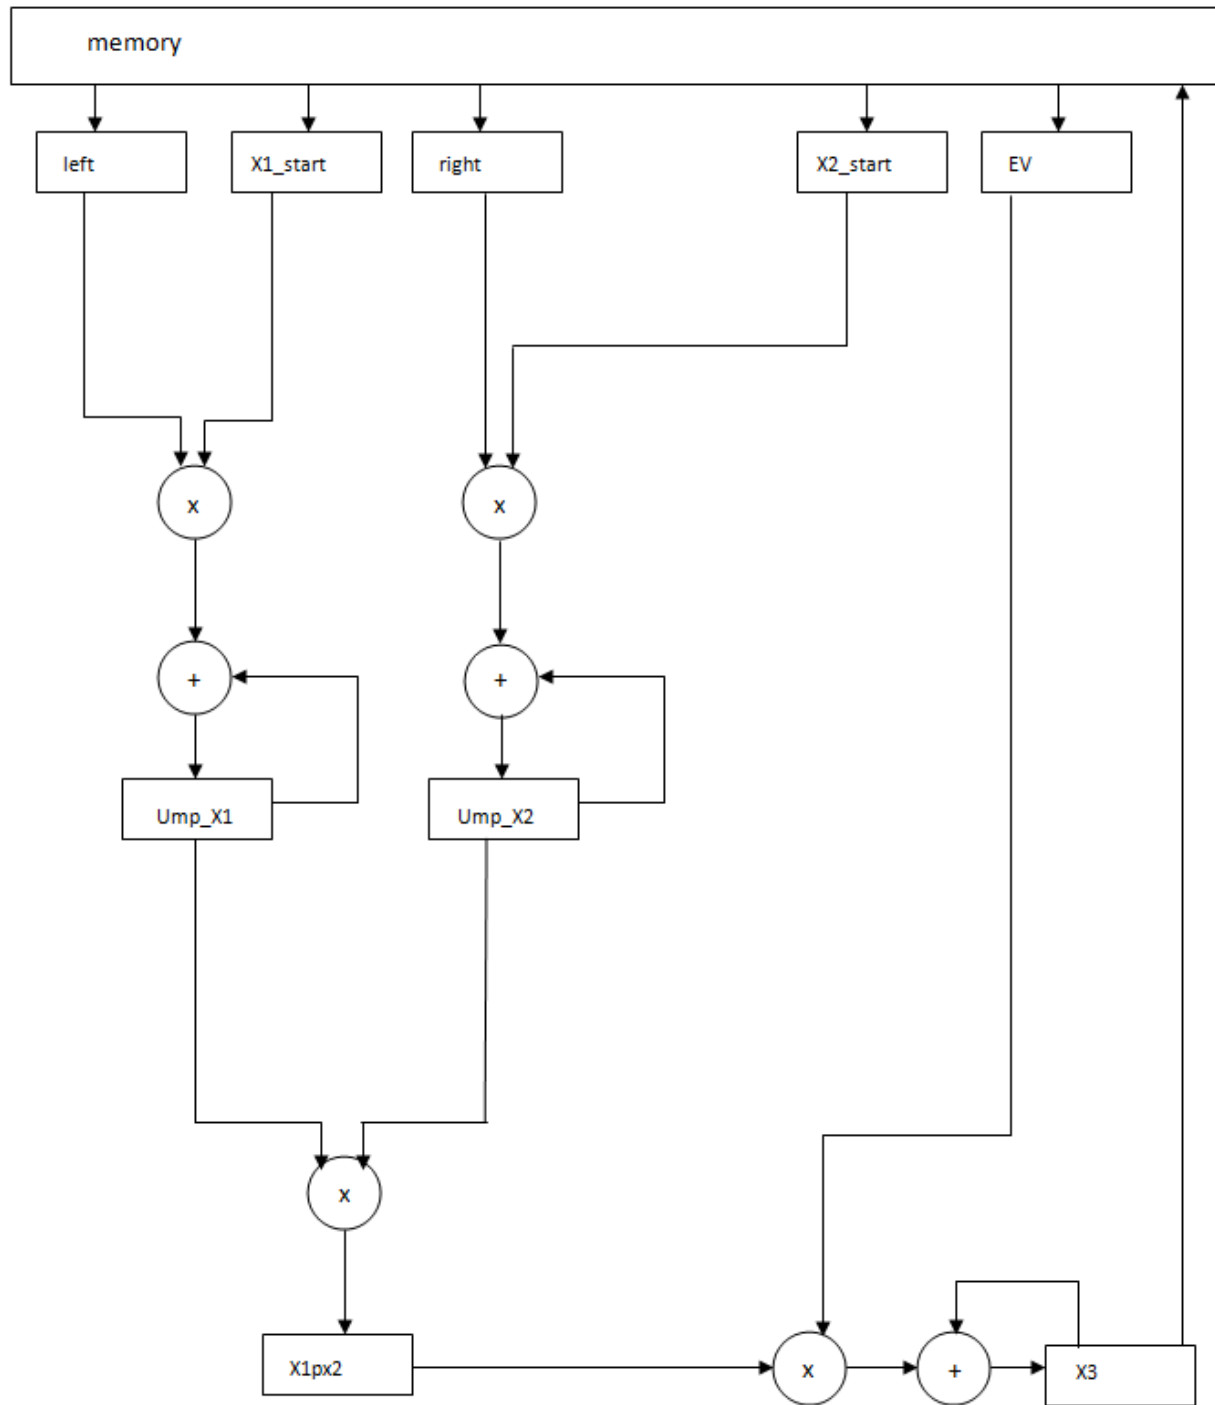 memory
left
X1_start
right
X2_start
EV
x
x
+
+
Ump_X1
Ump_X2
x
X1px2
x
+
X3